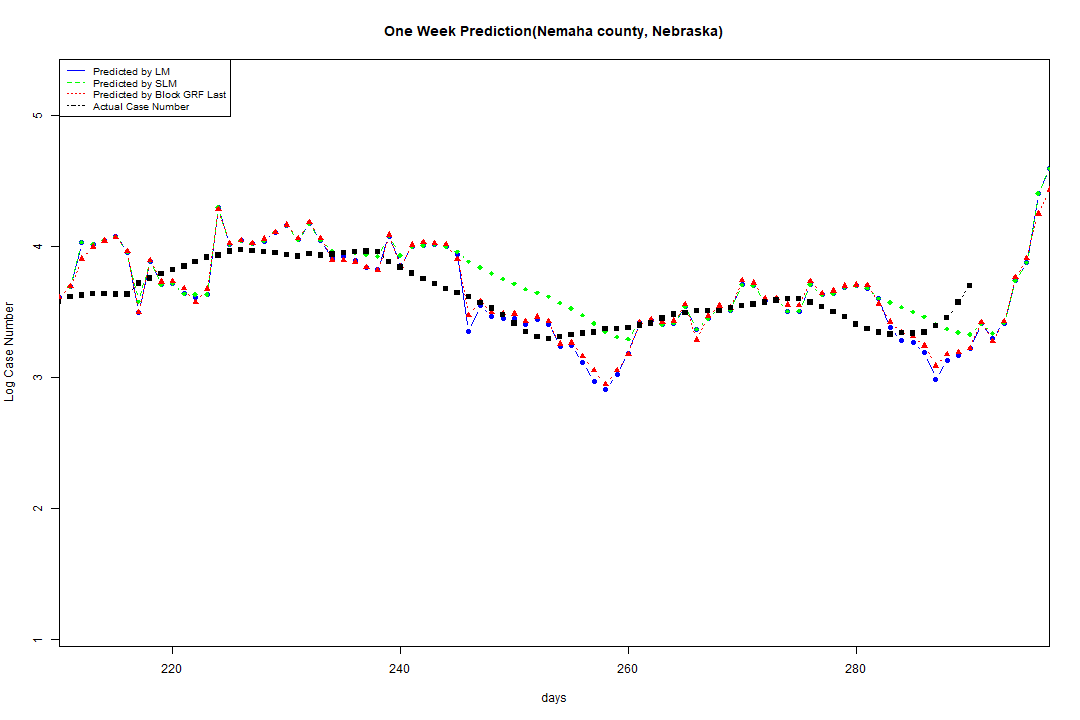 One Week Prediction(Nemaha county, Nebraska)
Predicted by LM
Predicted by SLM
Predicted by Block GRF Last
Actual Case Number
5
4
3
2
1
Log Case Number
220 240 260 280
days